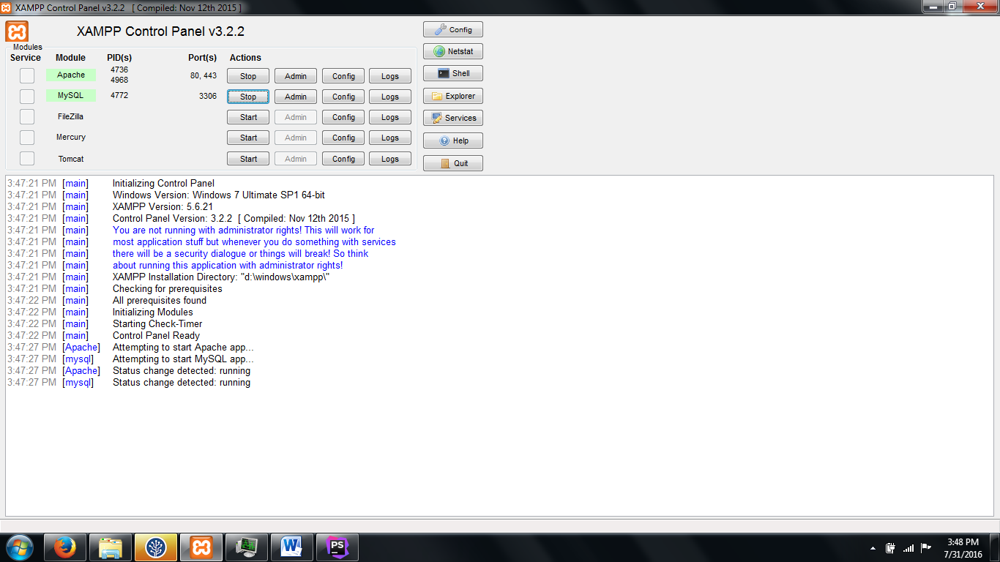 XAMPP Control Panel v3.2.2 [ Compiled: Nov 12th 2015 ]
XAMPP Control Panel v3.2.2
Config
Modules
Service Module PID(s) Port(s) Actions
Netstat
Apache 4736 4968 80, 443 Stop Admin Config Logs
Shell
MySQL 4772 3306 Stop Admin Config Logs
Explorer
FileZilla Start Admin Config Logs
Services
Mercury Start Admin Config Logs
Help
Tomcat Start Admin Config Logs
Quit
3:47:21 PM [main] Initializing Control Panel
3:47:21 PM [main] Windows Version: Windows 7 Ultimate SP1 64-bit
3:47:21 PM [main] XAMPP Version: 5.6.21
3:47:21 PM [main] Control Panel Version: 3.2.2 [ Compiled: Nov 12th 2015 ]
3:47:21 PM [main] You are not running with administrator rights! This will work for
3:47:21 PM [main] most application stuff but whenever you do something with services
3:47:21 PM [main] there will be a security dialogue or things will break! So think
3:47:21 PM [main] about running this application with administrator rights!
3:47:21 PM [main] XAMPP Installation Directory: "d:\windows\xampp\"
3:47:21 PM [main] Checking for prerequisites
3:47:22 PM [main] All prerequisites found
3:47:22 PM [main] Initializing Modules
3:47:22 PM [main] Starting Check-Timer
3:47:22 PM [main] Control Panel Ready
3:47:27 PM [Apache] Attempting to start Apache app...
3:47:27 PM [mysql] Attempting to start MySQL app...
3:47:27 PM [Apache] Status change detected: running
3:47:27 PM [mysql] Status change detected: running
W
PS
3:48 PM
7/31/2016